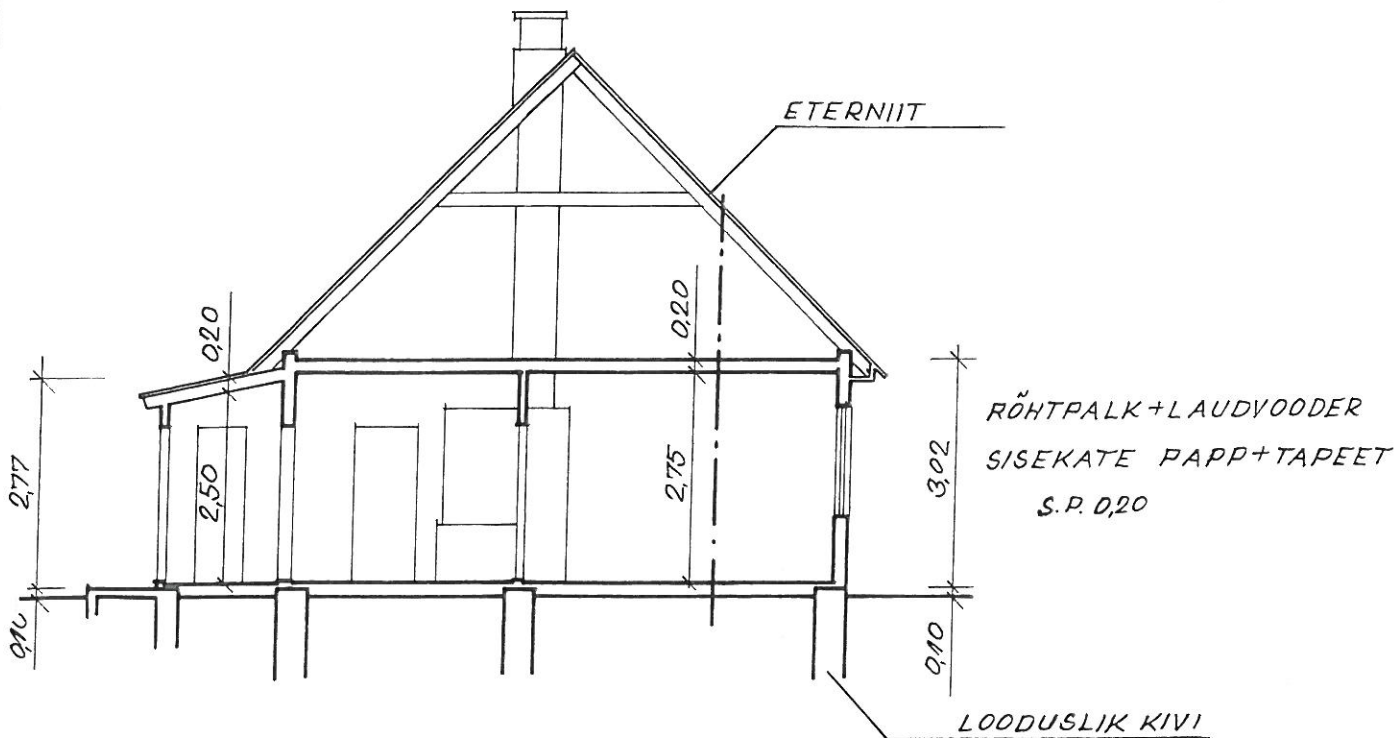 ETERNIIT
0,20
0,20
2,77
2,50
2,75
3,02
RÕHTPALK+LAUDVOODER
SISEKATE PAPP+TAPEET
S.P. 0,20
0,10
0,10
LOODUSLIK KIVI